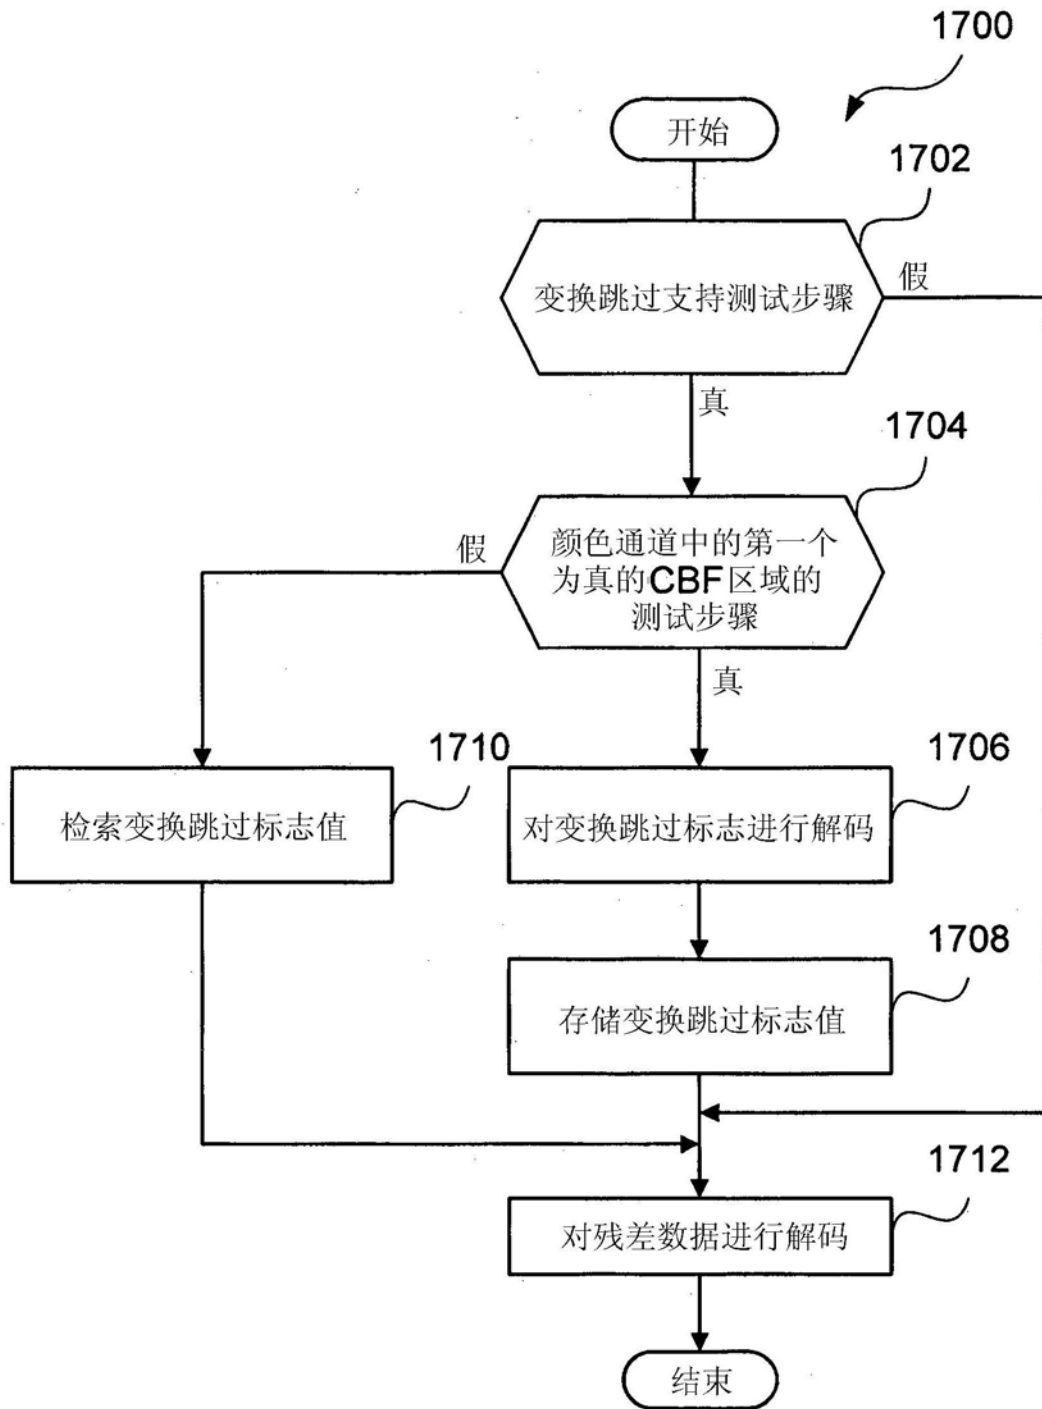 1700
开始
1702
变换跳过支持测试步骤
假
真
1704
颜色通道中的第一个
为真的CBF区域的
测试步骤
假
真
1710
检索变换跳过标志值
1706
对变换跳过标志进行解码
1708
存储变换跳过标志值
1712
对残差数据进行解码
结束